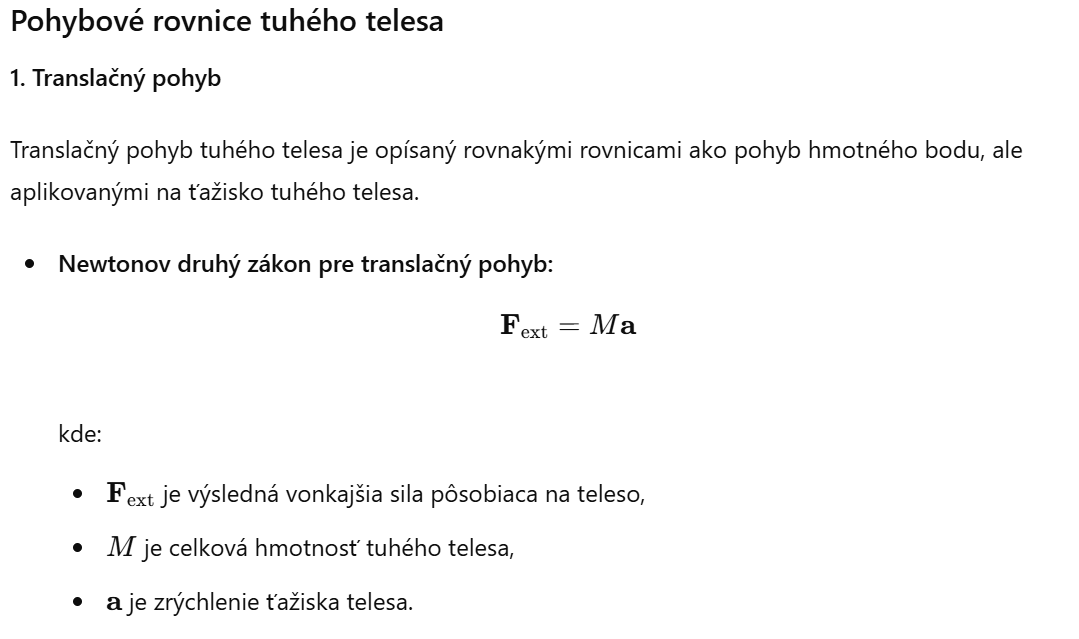 Pohybové rovnice tuhého telesa
1. Translačný pohyb
Translačný pohyb tuhého telesa je opísaný rovnakými rovnicami ako pohyb hmotného bodu, ale
aplikovanými na ťažisko tuhého telesa.
• Newtonov druhý zákon pre translačný pohyb:
F_ext = Ma
kde:
• F_ext je výsledná vonkajšia sila pôsobiaca na teleso,
• M je celková hmotnosť tuhého telesa,
• a je zrýchlenie ťažiska telesa.